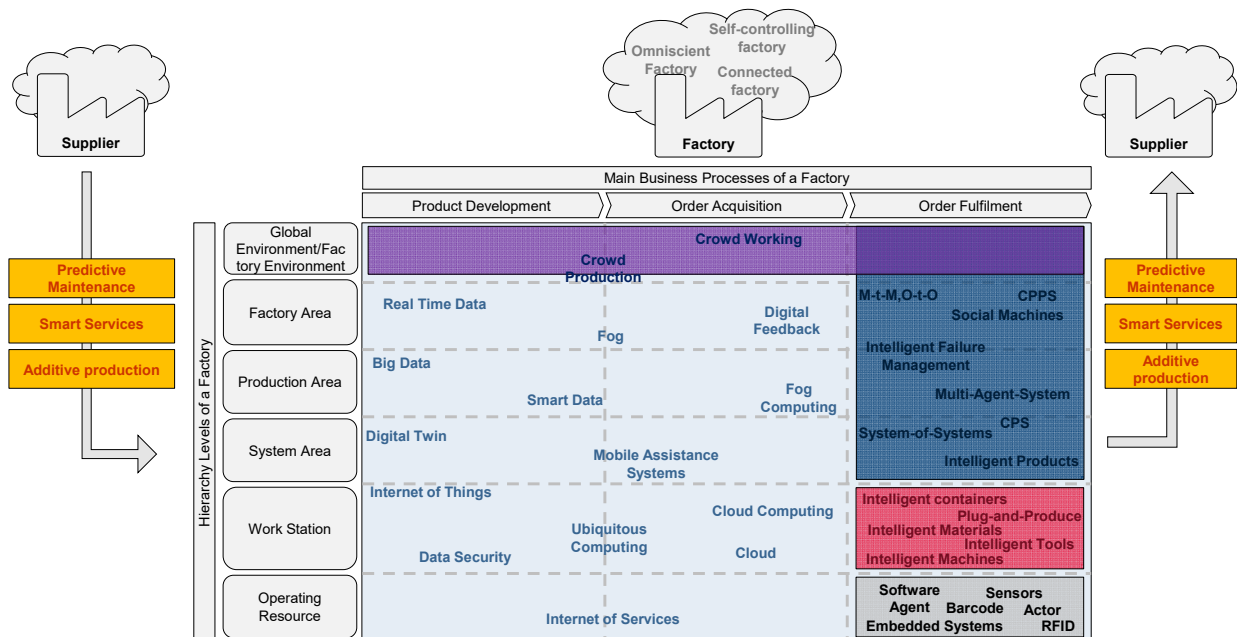 Self-controlling
factory
Omniscient
Factory
Connected
factory
Supplier
Factory
Supplier
Main Business Processes of a Factory
Product Development
Order Acquisition
Order Fulfilment
Hierarchy Levels of a Factory
Predictive
Maintenance
Smart Services
Additive production
Predictive
Maintenance
Smart Services
Additive
production
Global
Environment/Fac
tory Environment
Crowd Working
Crowd
Production
Factory Area
Real Time Data
Fog
Digital
Feedback
M-t-M,O-t-O
CPPS
Social Machines
Intelligent Failure
Management
Production Area
Big Data
Smart Data
Fog
Computing
Multi-Agent-System
System Area
Digital Twin
Mobile Assistance
Systems
CPS
System-of-Systems
Intelligent Products
Work Station
Internet of Things
Cloud Computing
Ubiquitous
Computing
Data Security
Cloud
Intelligent containers
Plug-and-Produce
Intelligent Materials
Intelligent Tools
Intelligent Machines
Operating
Resource
Internet of Services
Software
Agent
Sensors
Barcode
Actor
Embedded Systems
RFID